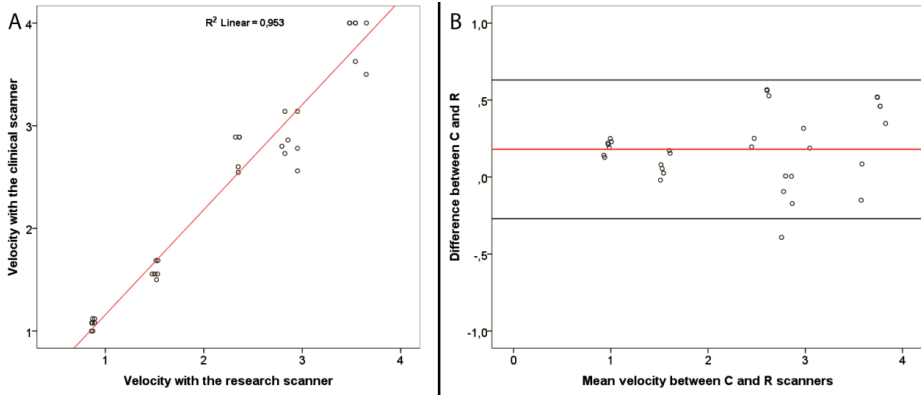 A
R² Linear = 0,953
4
3
2
1
Velocity with the clinical scanner
1 2 3 4
Velocity with the research scanner
B
1,0
,5
,0
-,5
-1,0
Difference between C and R
0 1 2 3 4
Mean velocity between C and R scanners